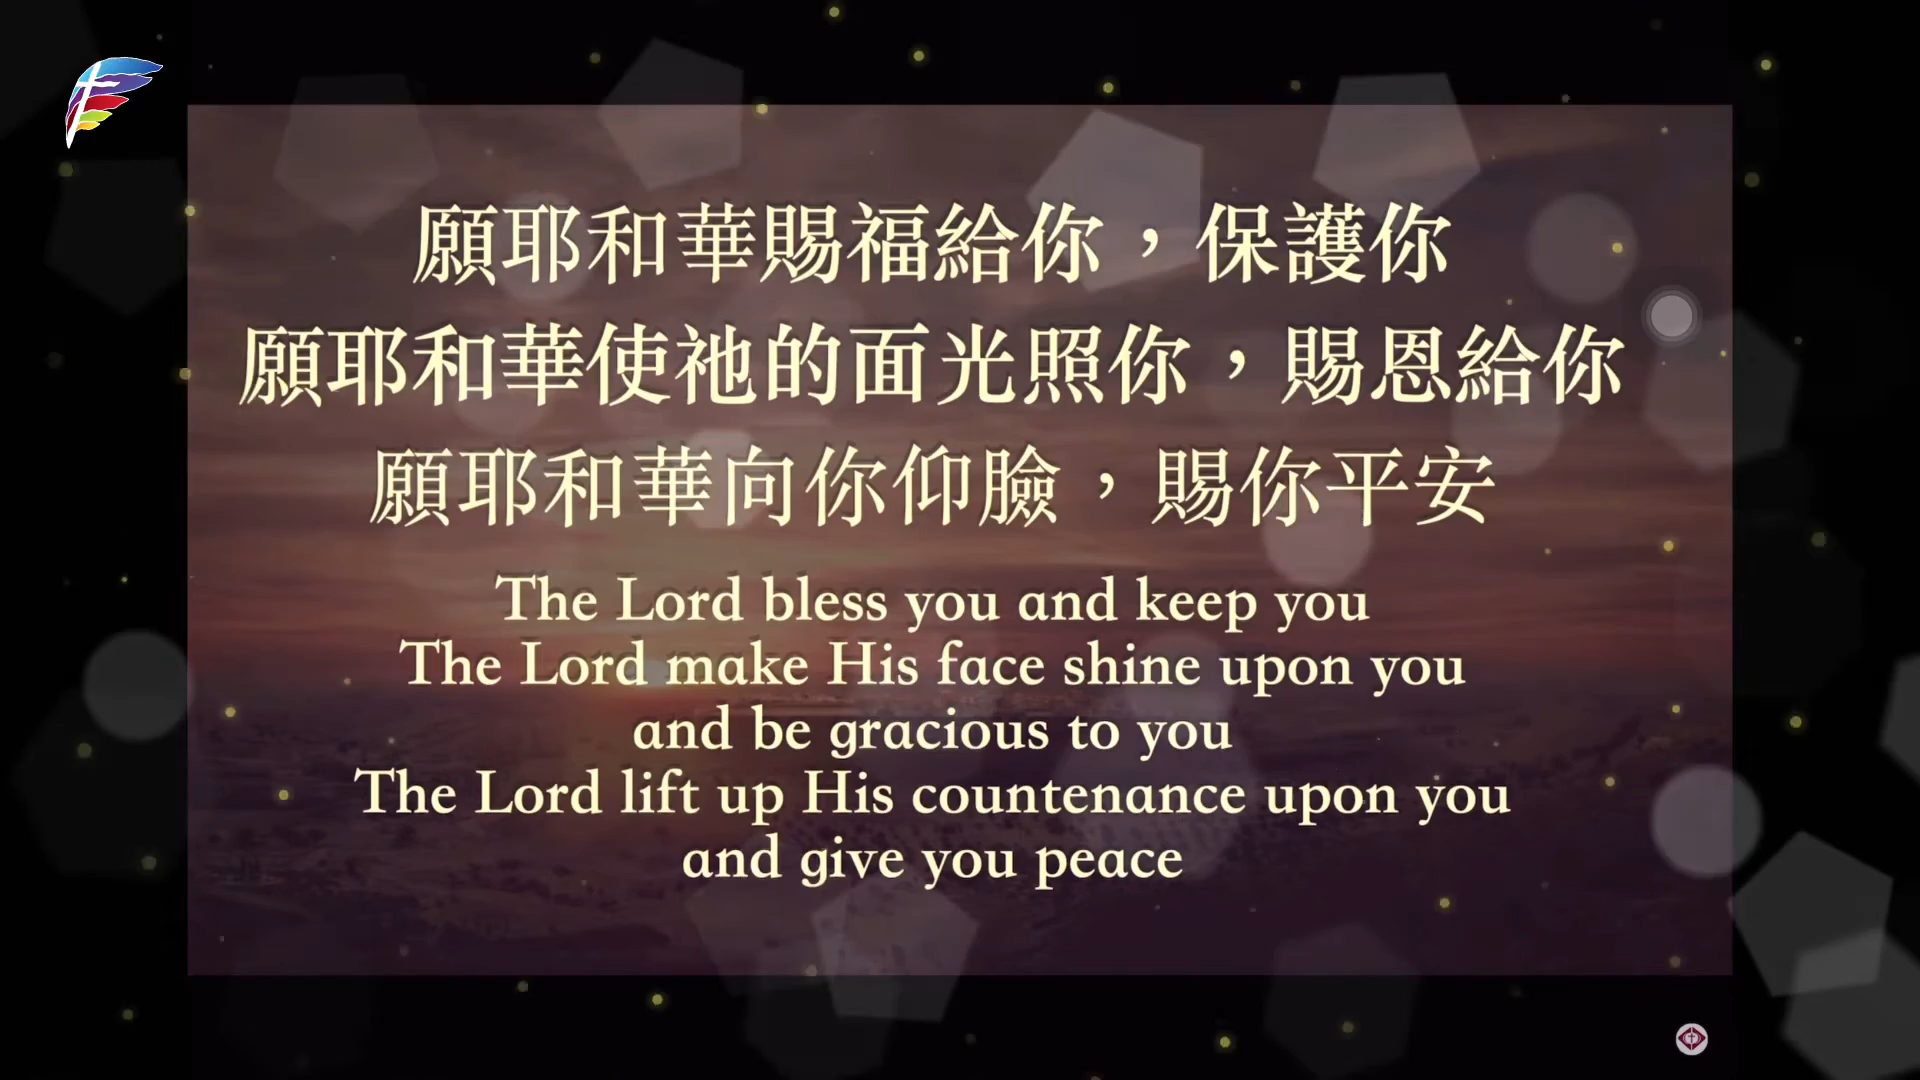 願耶和華賜福給你，保護你
願耶和華使祂的面光照你，賜恩給你
願耶和華向你仰臉，賜你平安
The Lord bless you and keep you
The Lord make His face shine upon you
and be gracious to you
The Lord lift up His countenance upon you
and give you peace